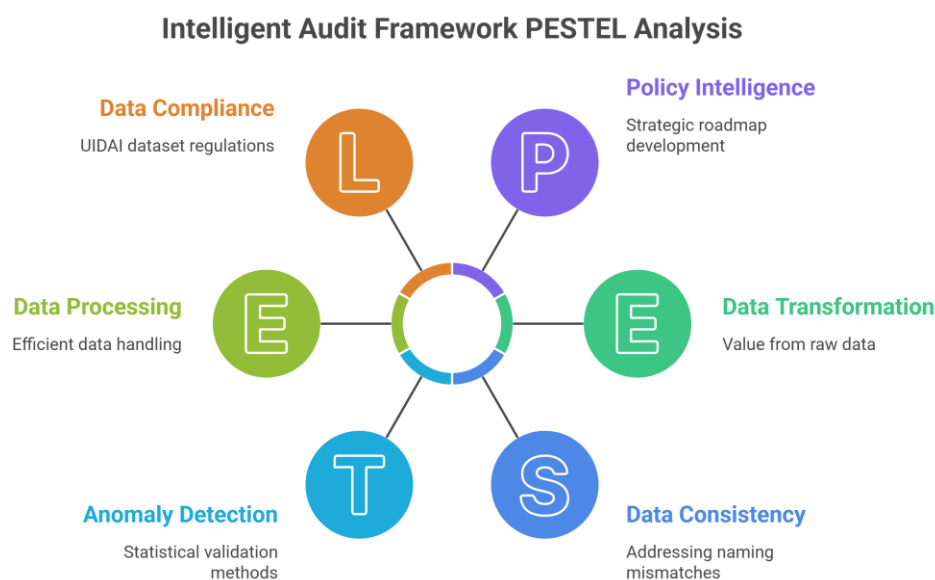 Intelligent Audit Framework PESTEL Analysis
Data Compliance
UIDAI dataset regulations
L
P
Policy Intelligence
Strategic roadmap
development
Data Processing
Efficient data handling
E
E
Data Transformation
Value from raw data
Anomaly Detection
Statistical validation
methods
T
S
Data Consistency
Addressing naming
mismatches